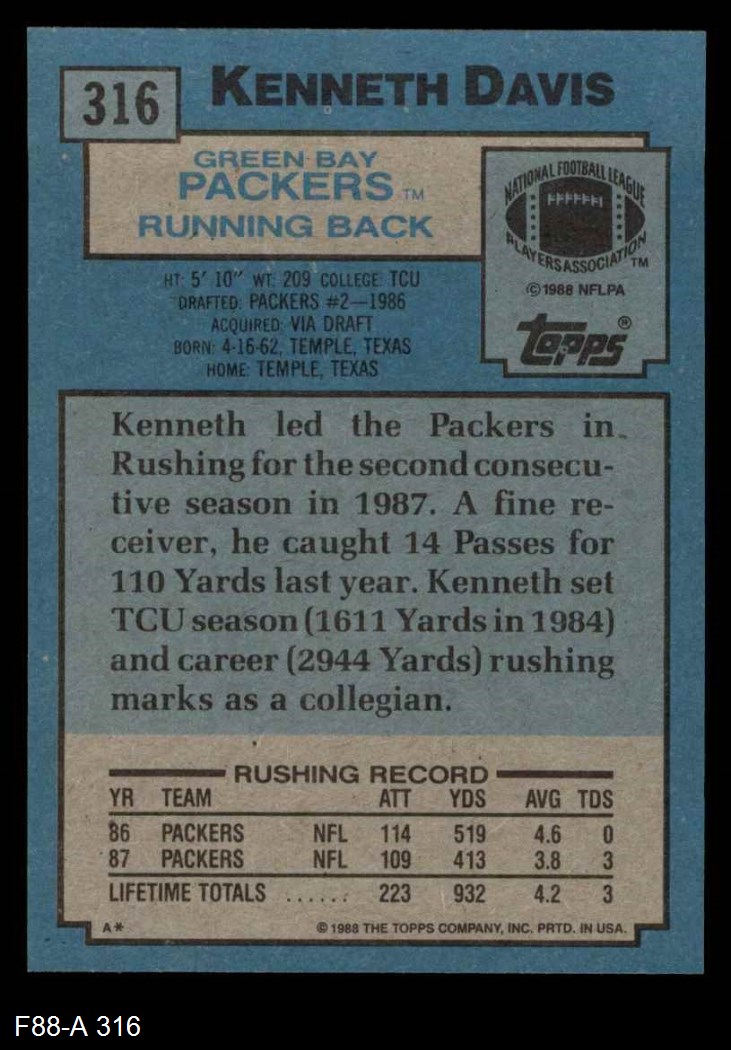 316
KENNETH DAVIS
GREEN BAY
PACKERS TM
RUNNING BACK
NATIONAL FOOTBALL LEAGUE
PLAYERS ASSOCIATION TM
© 1988 NFLPA
topps®
HT: 5' 10" WT: 209 COLLEGE: TCU
DRAFTED: PACKERS #2—1986
ACQUIRED: VIA DRAFT
BORN: 4-16-62, TEMPLE, TEXAS
HOME: TEMPLE, TEXAS
Kenneth led the Packers in
Rushing for the second consecu-
tive season in 1987. A fine re-
ceiver, he caught 14 Passes for
110 Yards last year. Kenneth set
TCU season (1611 Yards in 1984)
and career (2944 Yards) rushing
marks as a collegian.
RUSHING RECORD
YR TEAM ATT YDS AVG TDS
86 PACKERS NFL 114 519 4.6 0
87 PACKERS NFL 109 413 3.8 3
LIFETIME TOTALS ...... 223 932 4.2 3
A* © 1988 THE TOPPS COMPANY, INC. PRTD. IN USA.
F88-A 316